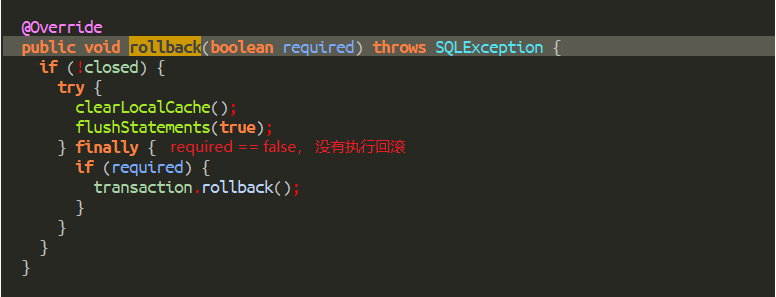 @Override
public void rollback(boolean required) throws SQLException {
if (!closed) {
try {
clearLocalCache();
flushStatements(true);
} finally { required == false， 没有执行回滚
if (required) {
transaction.rollback();
}
}
}
}